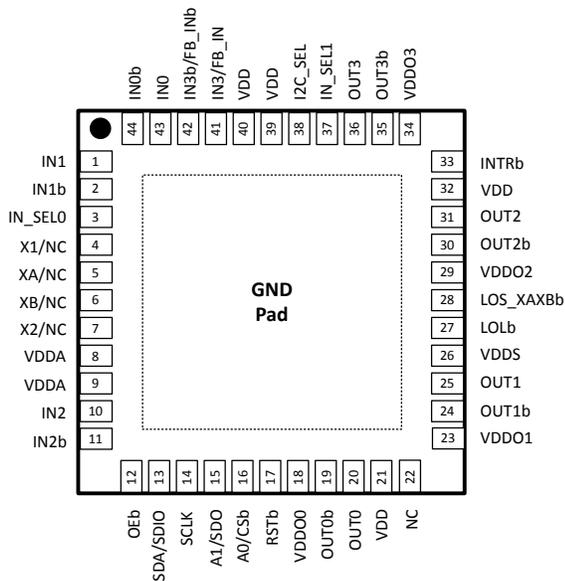 IN0b
IN0
IN3b/FB_INb
IN3/FB_IN
VDD
VDD
I2C_SEL
IN_SEL1
OUT3
OUT3b
VDDO3
44
43
42
41
40
39
38
37
36
35
34
IN1 1
IN1b 2
IN_SEL0 3
X1/NC 4
XA/NC 5
XB/NC 6
X2/NC 7
VDDA 8
VDDA 9
IN2 10
IN2b 11
GND
Pad
33 INTRb
32 VDD
31 OUT2
30 OUT2b
29 VDDO2
28 LOS_XAXBb
27 LOLb
26 VDDS
25 OUT1
24 OUT1b
23 VDDO1
12
13
14
15
16
17
18
19
20
21
22
OEb
SDA/SDIO
SCLK
A1/SDO
A0/CSb
RSTb
VDDO0
OUT0b
OUT0
VDD
NC